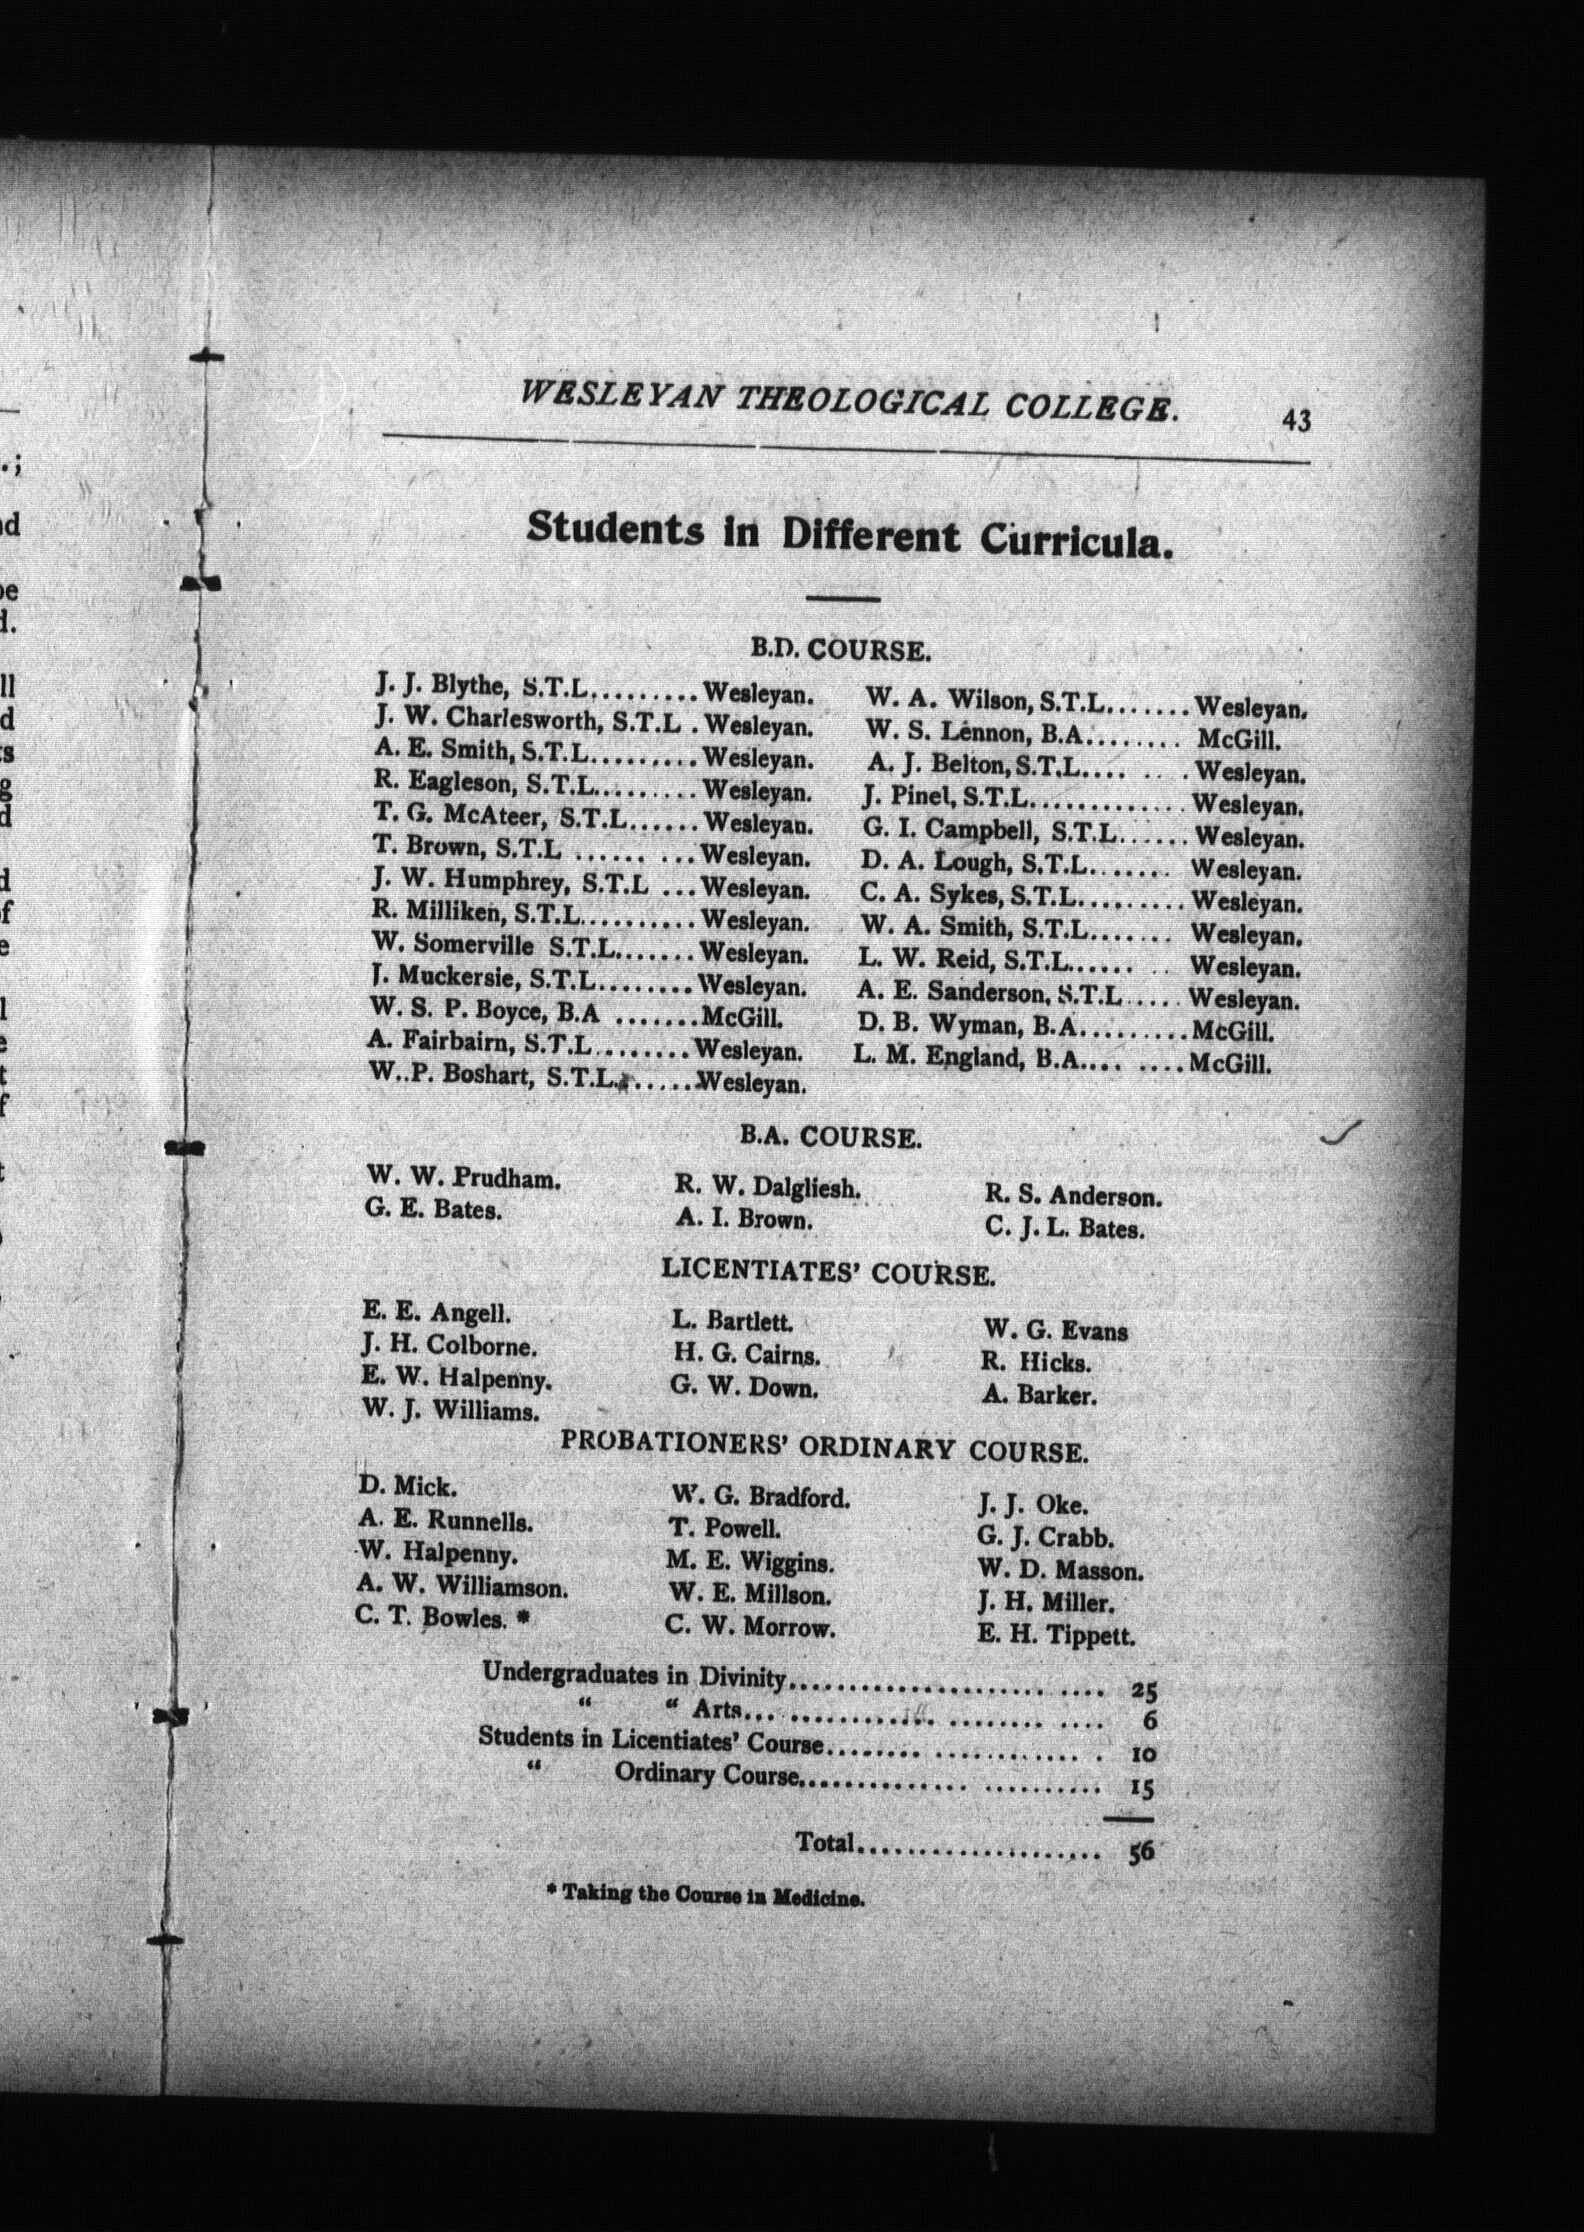 WESLEYAN THEOLOGICAL COLLEGE. 43
Students in Different Curricula.
B.D. COURSE.
J. J. Blythe, S.T.L.........Wesleyan.
J. W. Charlesworth, S.T.L . Wesleyan.
A. E. Smith, S.T.L.........Wesleyan.
R. Eagleson, S.T.L.........Wesleyan.
T. G. McAteer, S.T.L......Wesleyan.
T. Brown, S.T.L ...... ...Wesleyan.
J. W. Humphrey, S.T.L ...Wesleyan.
R. Milliken, S.T.L..........Wesleyan.
W. Somerville S.T.L.......Wesleyan.
J. Muckersie, S.T.L........Wesleyan.
W. S. P. Boyce, B.A .......McGill.
A. Fairbairn, S.T.L........Wesleyan.
W..P. Boshart, S.T.L.......Wesleyan.
W. A. Wilson, S.T.L.......Wesleyan.
W. S. Lennon, B.A........ McGill.
A. J. Belton, S.T.L.... .. .Wesleyan.
J. Pinel, S.T.L.............Wesleyan.
G. I. Campbell, S.T.L......Wesleyan.
D. A. Lough, S.T.L....... Wesleyan.
C. A. Sykes, S.T.L.........Wesleyan.
W. A. Smith, S.T.L....... Wesleyan.
L. W. Reid, S.T.L...... .. Wesleyan.
A. E. Sanderson, S.T.L.....Wesleyan.
D. B. Wyman, B.A.........McGill.
L. M. England, B.A.... ....McGill.
B.A. COURSE.
W. W. Prudham. R. W. Dalgliesh. R. S. Anderson.
G. E. Bates. A. I. Brown. C. J. L. Bates.
LICENTIATES' COURSE.
E. E. Angell. L. Bartlett. W. G. Evans
J. H. Colborne. H. G. Cairns. R. Hicks.
E. W. Halpenny. G. W. Down. A. Barker.
W. J. Williams.
PROBATIONERS' ORDINARY COURSE.
D. Mick. W. G. Bradford. J. J. Oke.
A. E. Runnells. T. Powell. G. J. Crabb.
W. Halpenny. M. E. Wiggins. W. D. Masson.
A. W. Williamson. W. E. Millson. J. H. Miller.
C. T. Bowles. * C. W. Morrow. E. H. Tippett.
Undergraduates in Divinity...................... .... 25
“ “ Arts... ............. ........ .... 6
Students in Licentiates' Course........ ............ . 10
“ Ordinary Course.............. .......... 15
Total..................... 56
* Taking the Course in Medicine.